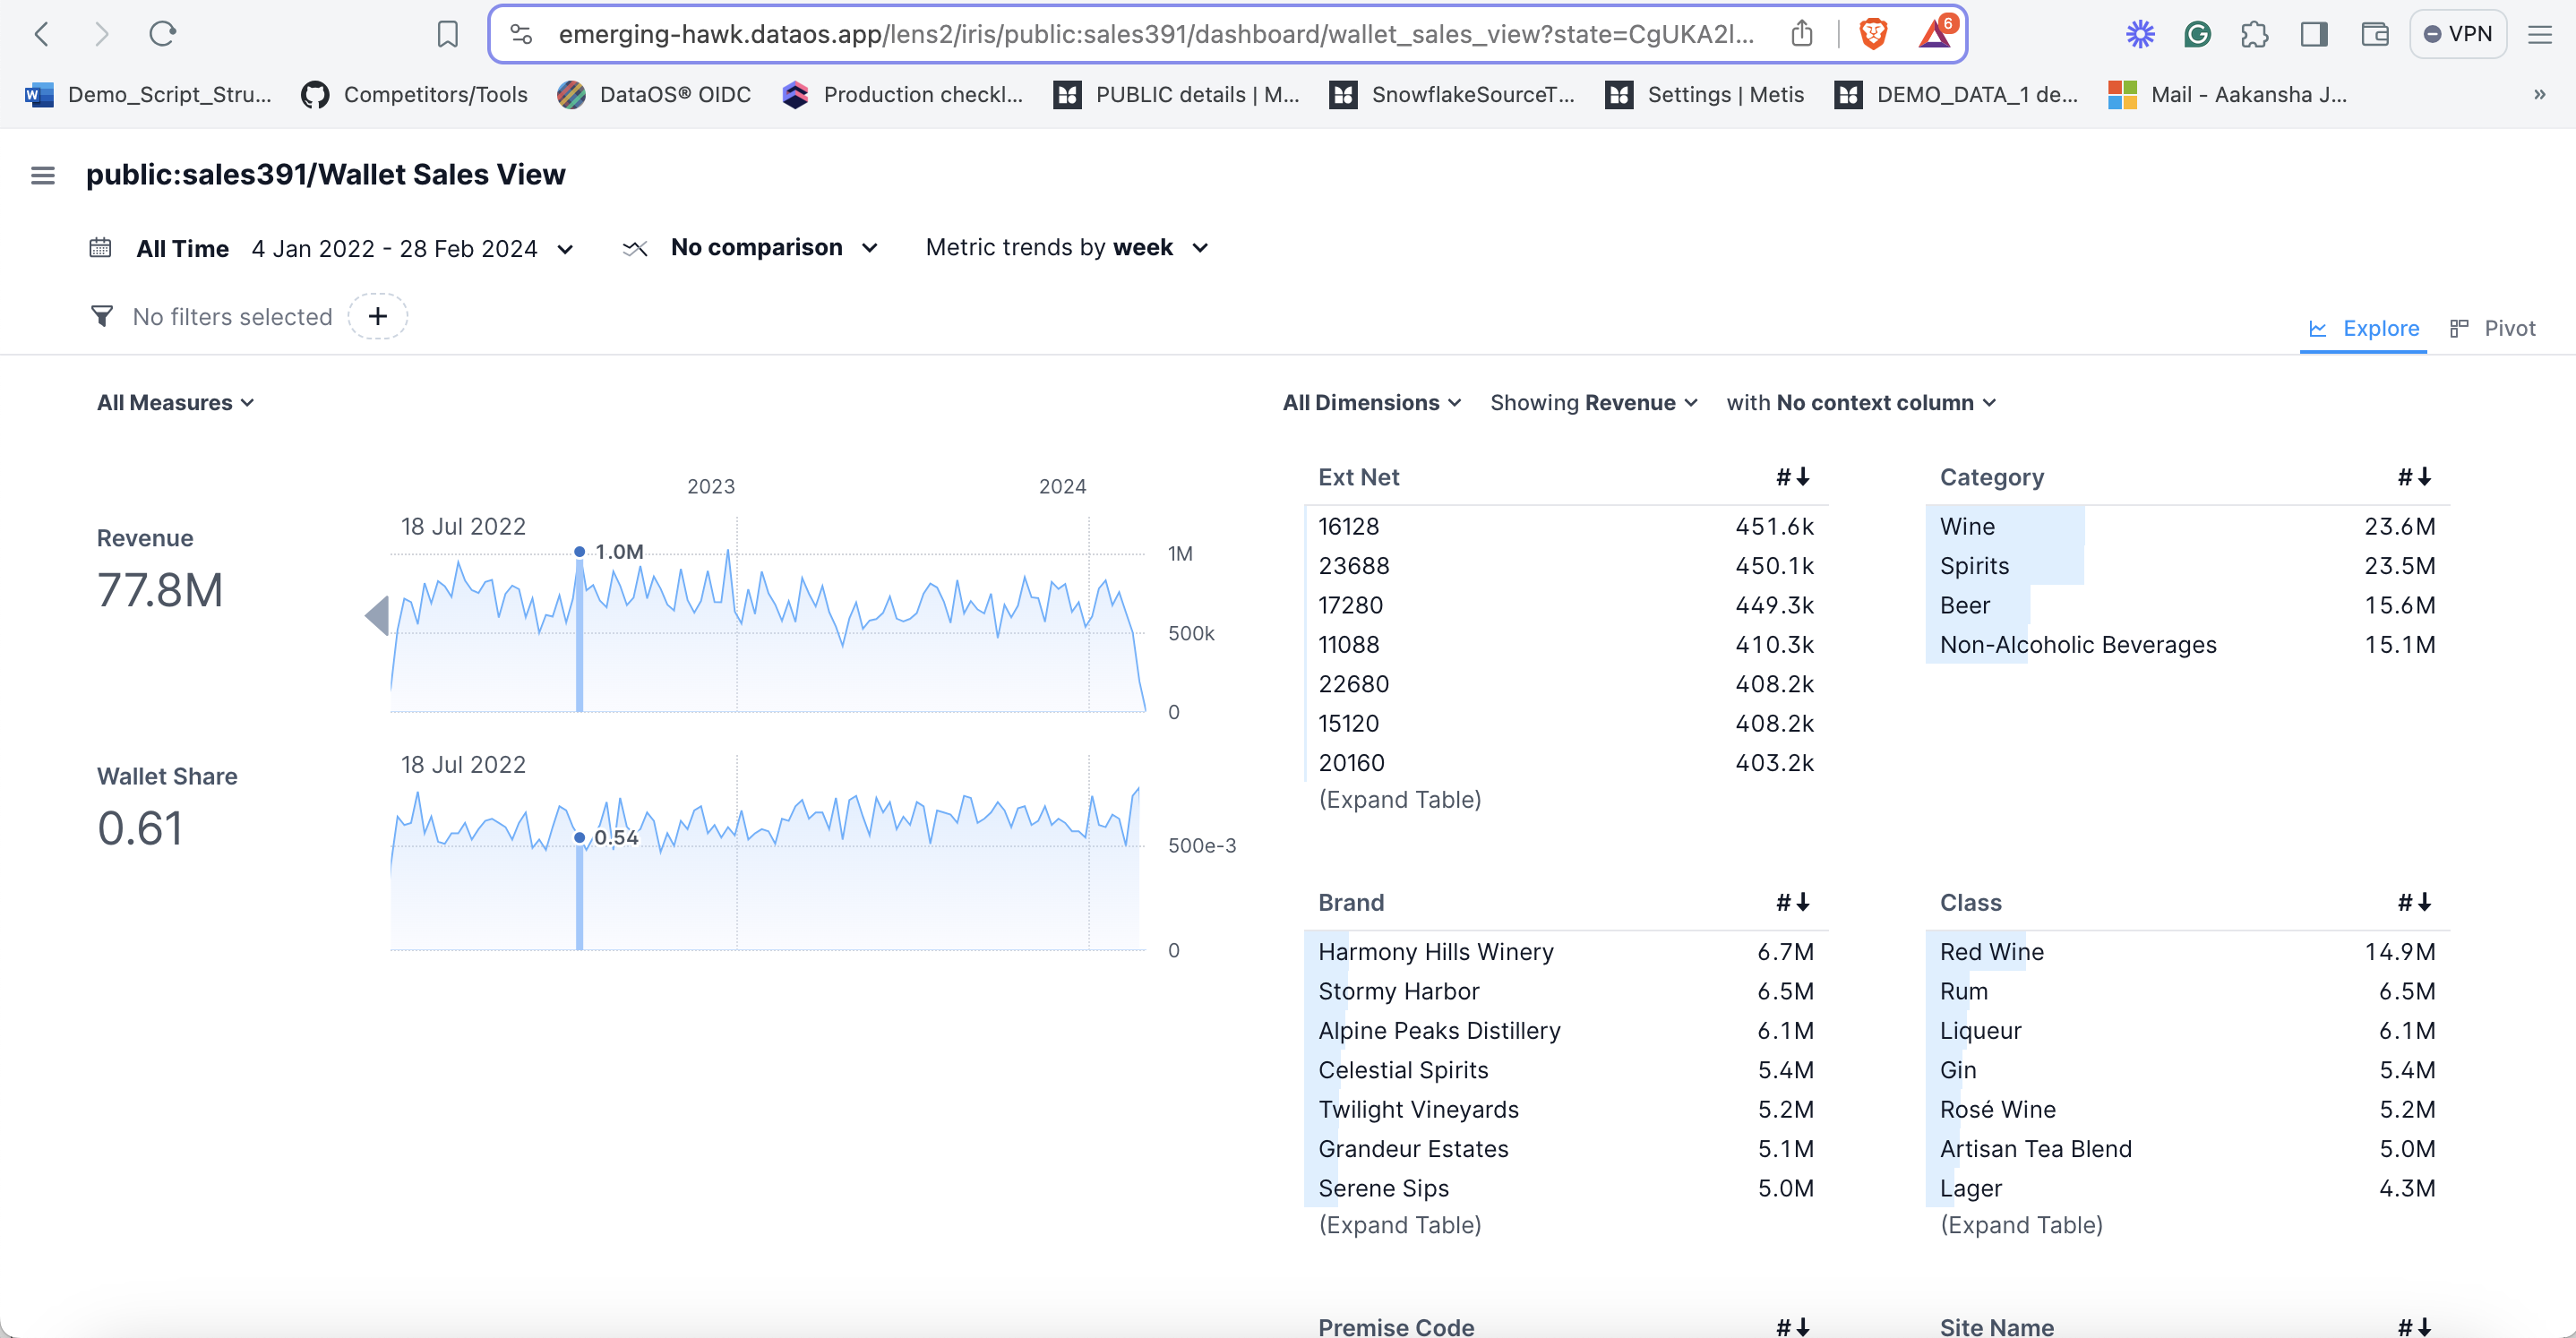 emerging-hawk.dataos.app/lens2/iris/public:sales391/dashboard/wallet_sales_view?state=CgUKA2l...
6
VPN
Demo_Script_Stru...
Competitors/Tools
DataOS® OIDC
Production checkl...
PUBLIC details | M...
SnowflakeSourceT...
Settings | Metis
DEMO_DATA_1 de...
Mail - Aakansha J...
»
public:sales391/Wallet Sales View
All Time 4 Jan 2022 - 28 Feb 2024
No comparison
Metric trends by week
No filters selected +
Explore
Pivot
All Measures
2023 2024
Revenue
77.8M
18 Jul 2022
1.0M
1M
500k
0
Wallet Share
0.61
18 Jul 2022
0.54
500e-3
0
All Dimensions
Showing Revenue
with No context column
Ext Net #
16128 451.6k
23688 450.1k
17280 449.3k
11088 410.3k
22680 408.2k
15120 408.2k
20160 403.2k
(Expand Table)
Category #
Wine 23.6M
Spirits 23.5M
Beer 15.6M
Non-Alcoholic Beverages 15.1M
Brand #
Harmony Hills Winery 6.7M
Stormy Harbor 6.5M
Alpine Peaks Distillery 6.1M
Celestial Spirits 5.4M
Twilight Vineyards 5.2M
Grandeur Estates 5.1M
Serene Sips 5.0M
(Expand Table)
Class #
Red Wine 14.9M
Rum 6.5M
Liqueur 6.1M
Gin 5.4M
Rosé Wine 5.2M
Artisan Tea Blend 5.0M
Lager 4.3M
(Expand Table)
Premise Code #
Site Name #